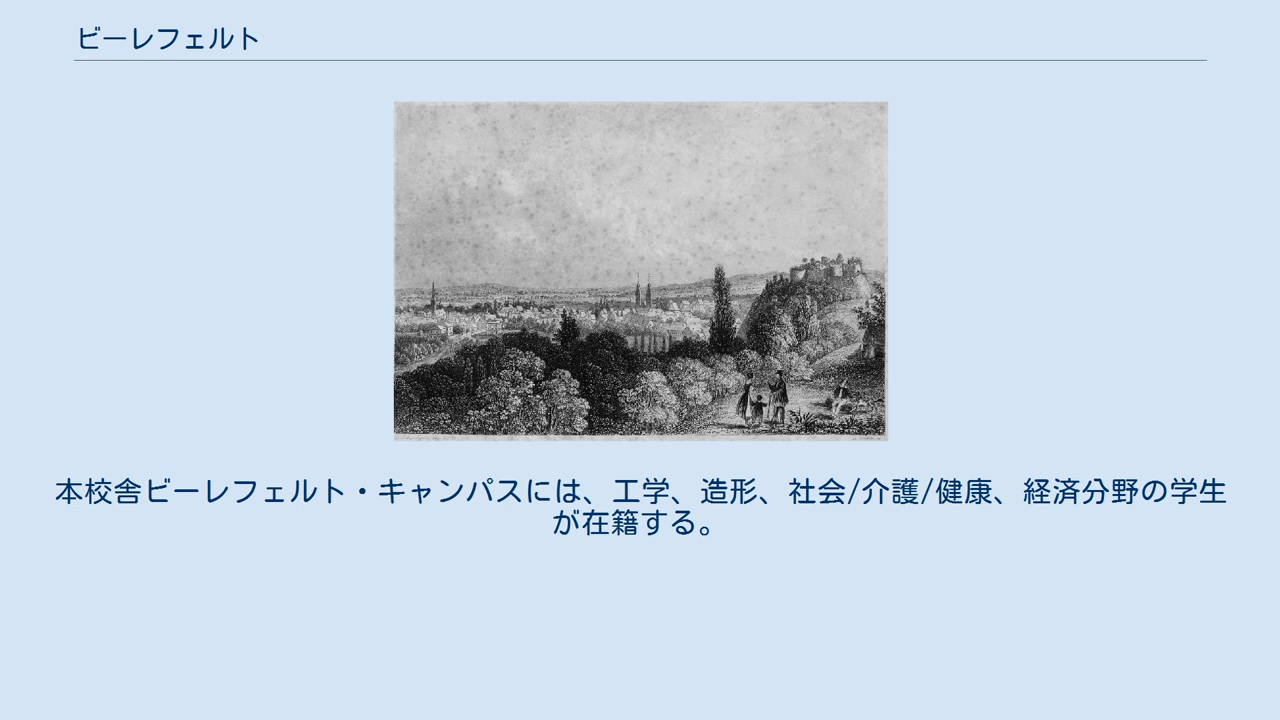 ビーレフェルト
本校舎ビーレフェルト・キャンパスには、工学、造形、社会/介護/健康、経済分野の学生
が在籍する。